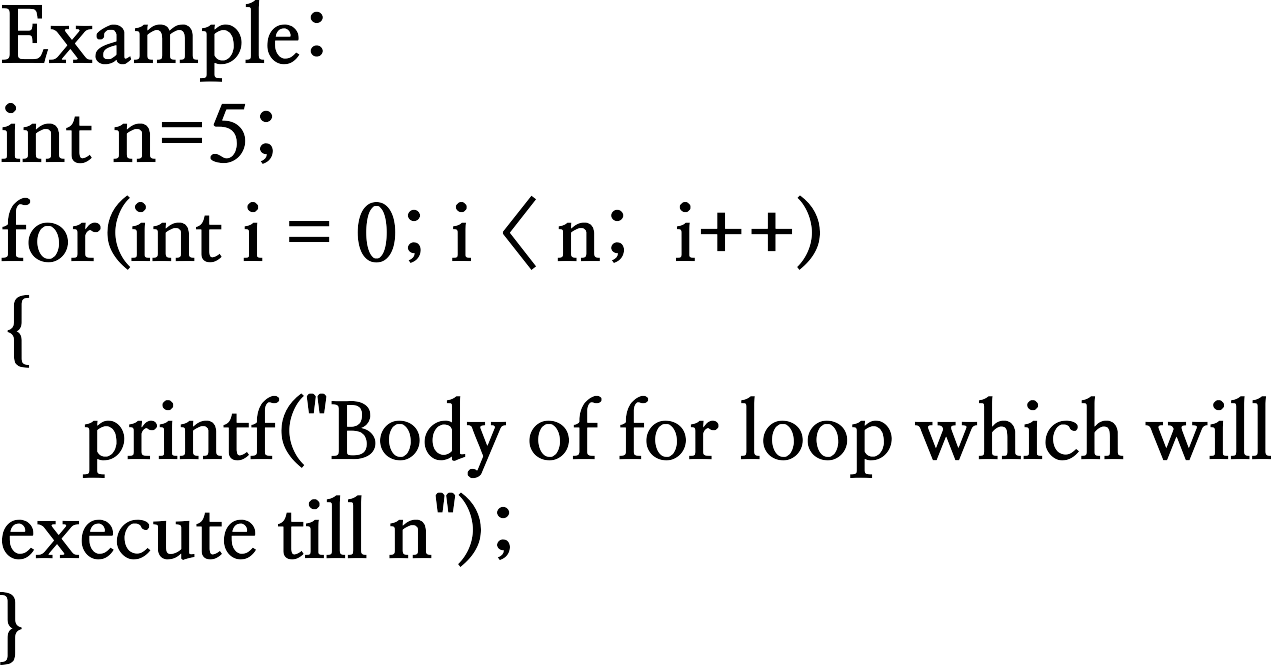 Example:
int n=5;
for(int i = 0; i < n;  i++)
{
    printf("Body of for loop which will
execute till n");
}